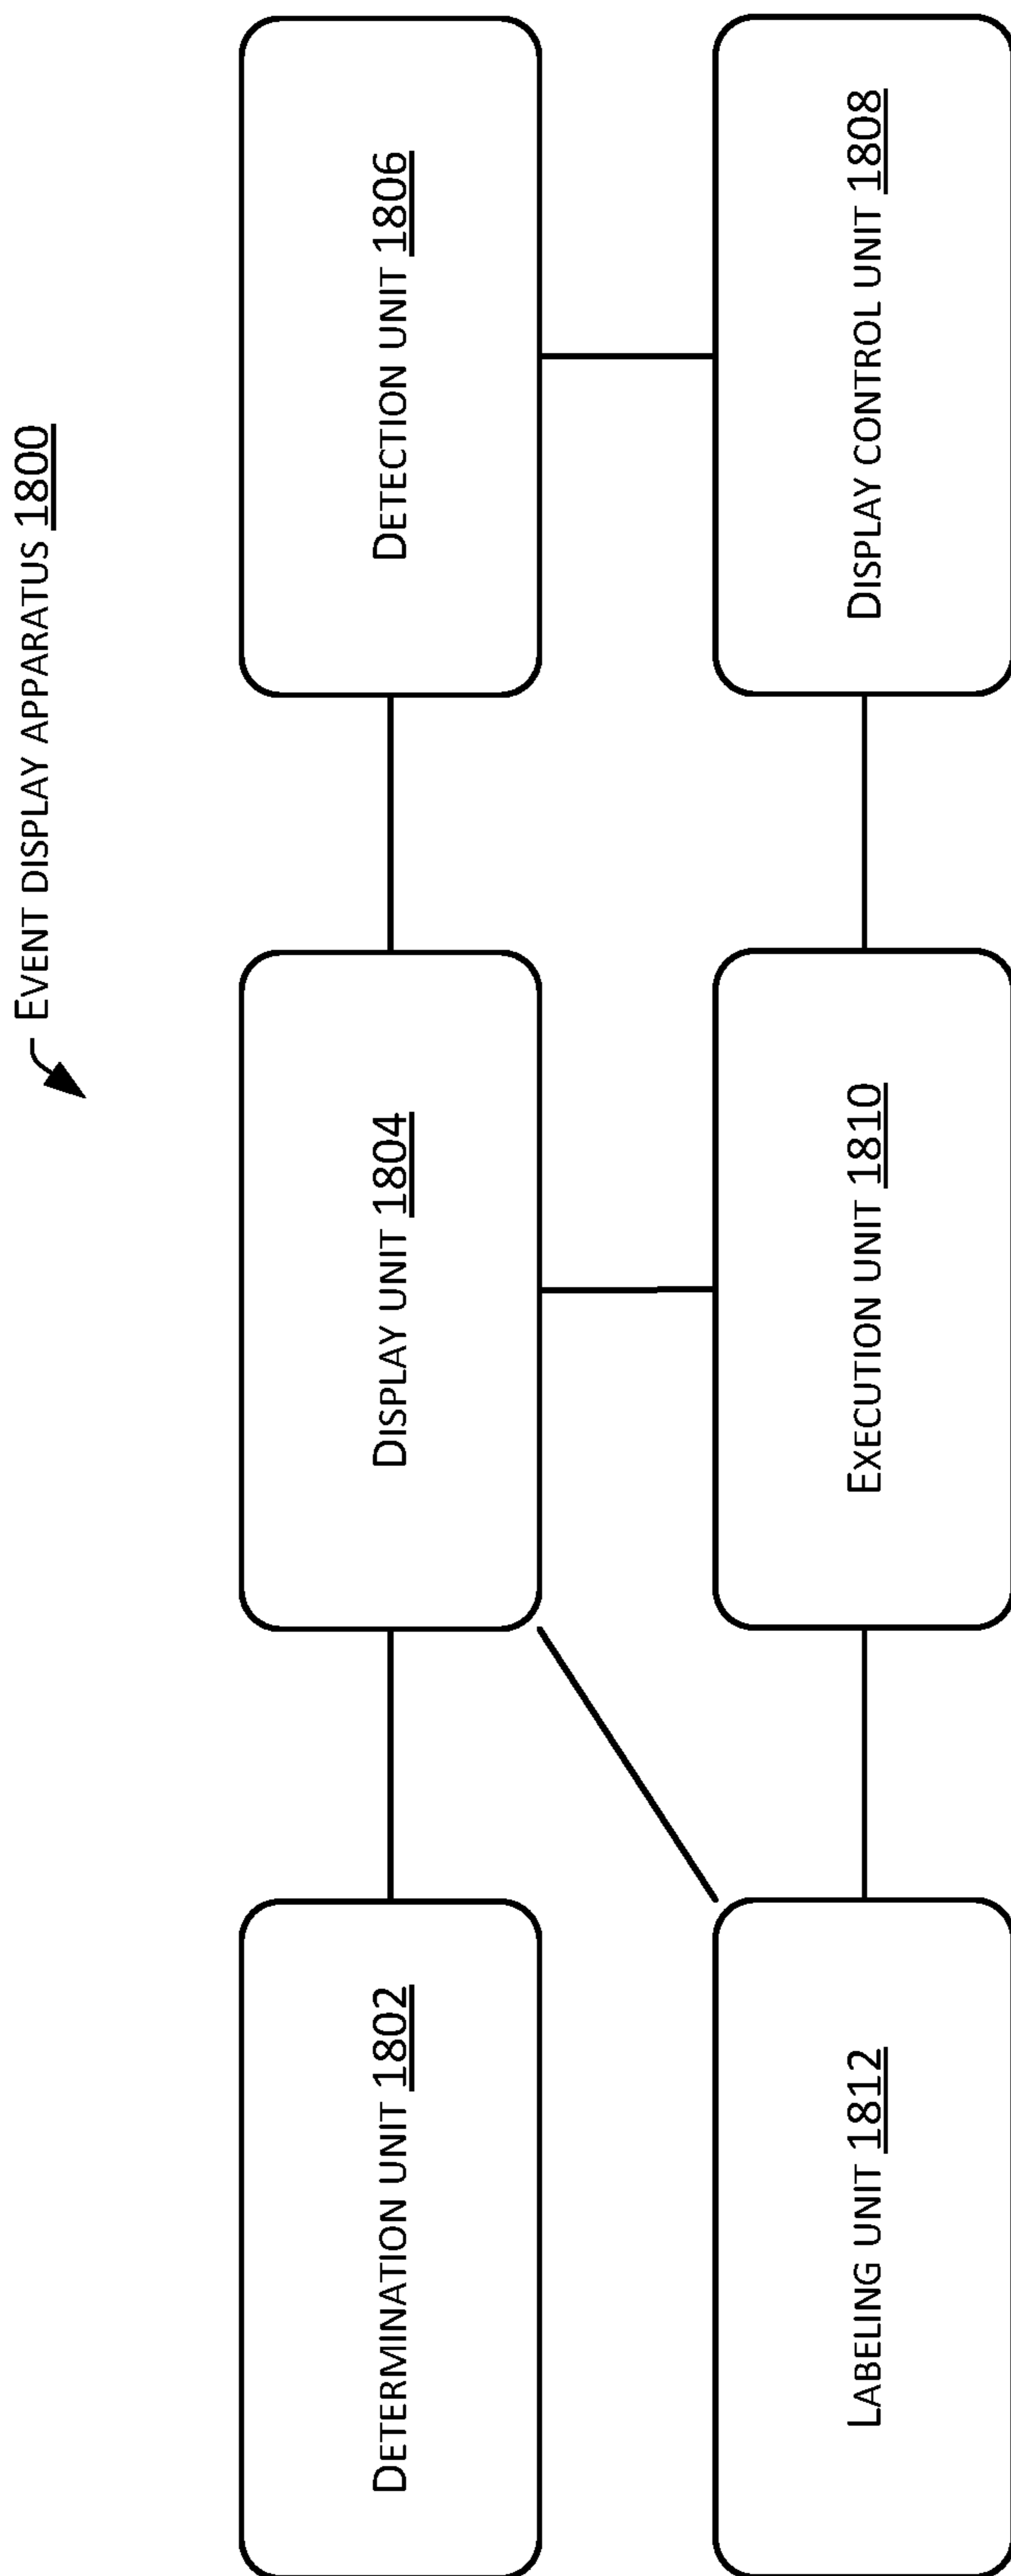 EVENT DISPLAY APPARATUS 1800
DETERMINATION UNIT 1802
DISPLAY UNIT 1804
DETECTION UNIT 1806
LABELING UNIT 1812
EXECUTION UNIT 1810
DISPLAY CONTROL UNIT 1808